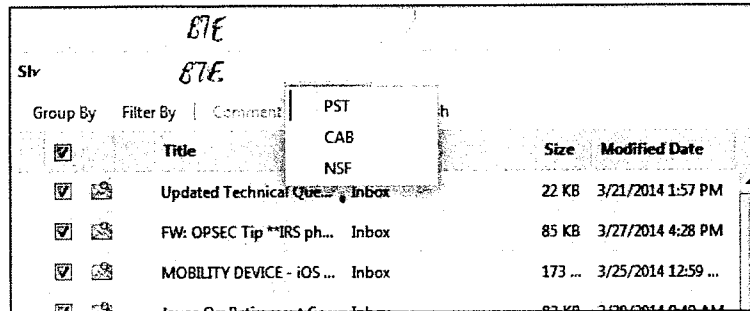 B7E
Sh
B7E
Group By Filter By | Comment h
PST
CAB
NSF
Title Size Modified Date
Updated Technical Que... Inbox 22 KB 3/21/2014 1:57 PM
FW: OPSEC Tip **IRS ph... Inbox 85 KB 3/27/2014 4:28 PM
MOBILITY DEVICE - iOS ... Inbox 173 ... 3/25/2014 12:59 ...